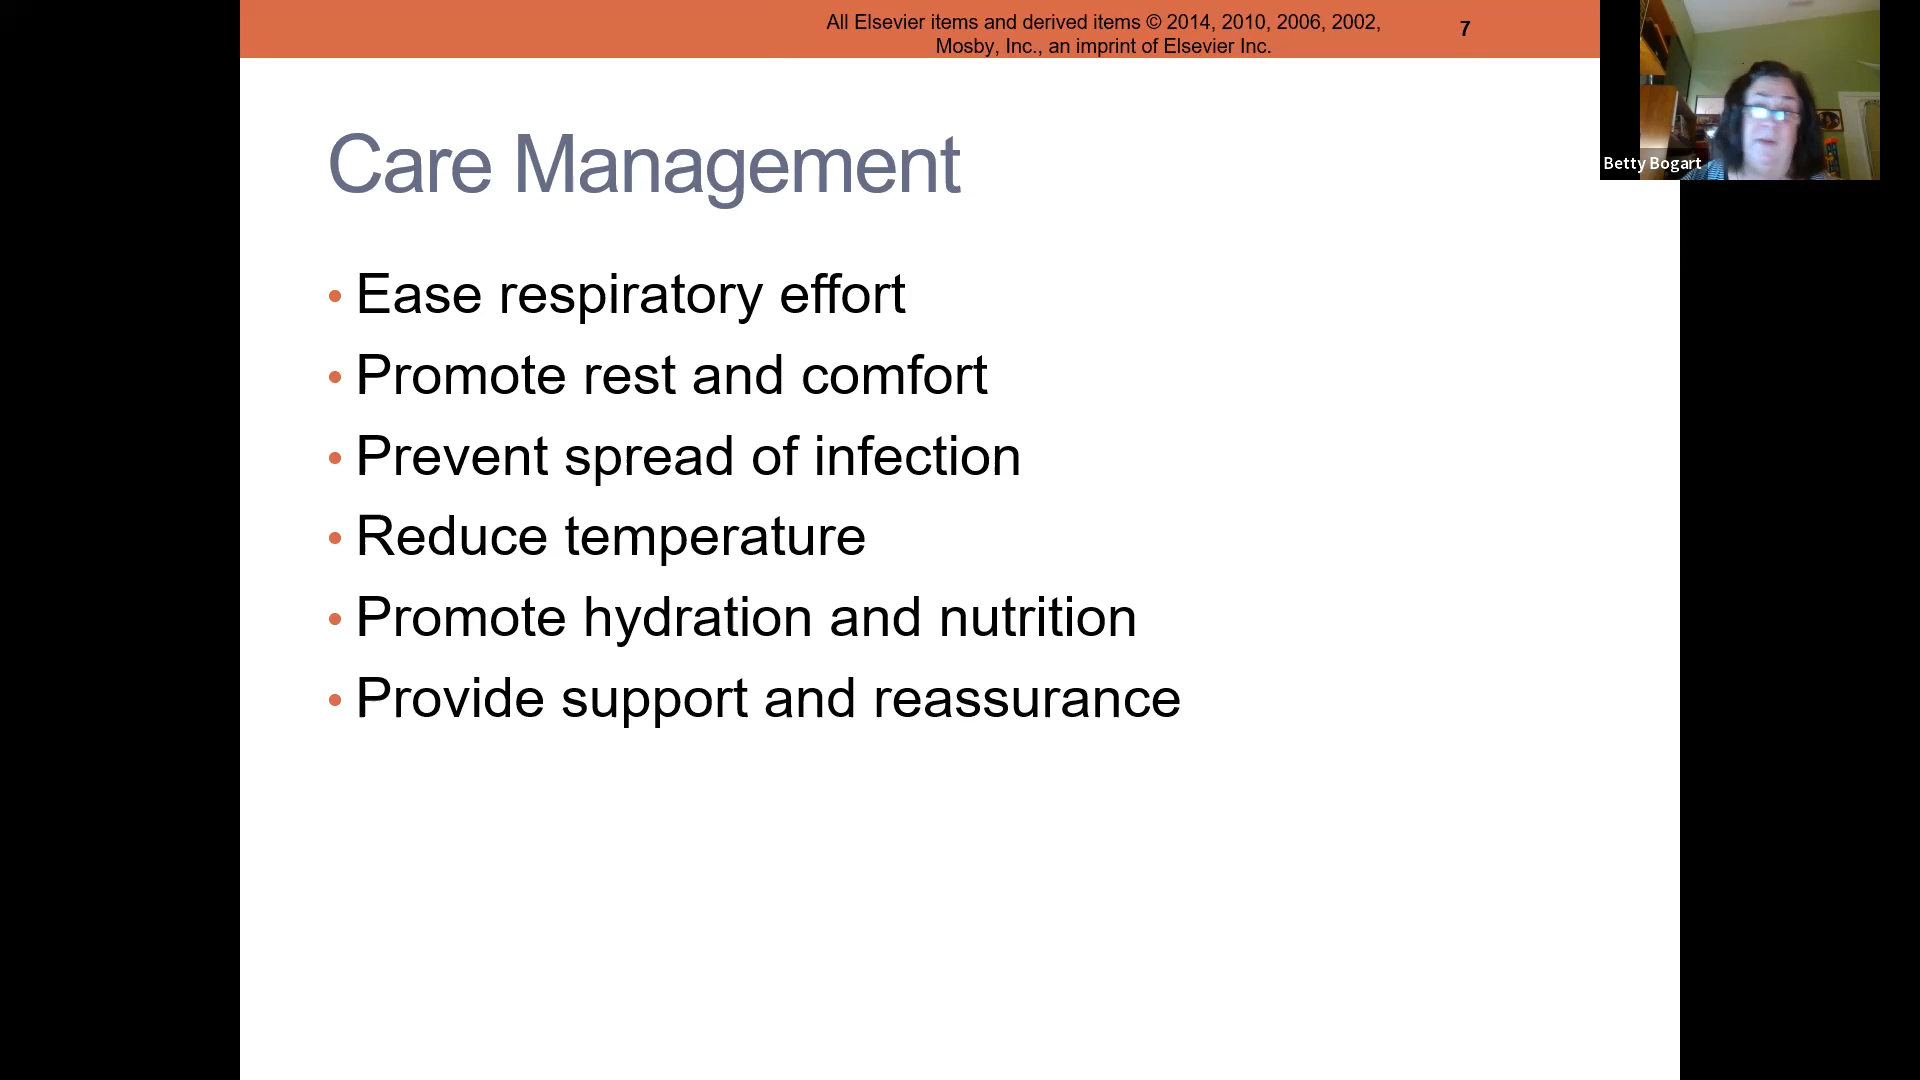 All Elsevier items and derived items © 2014, 2010, 2006, 2002,
Mosby, Inc., an imprint of Elsevier Inc.
7
Betty Bogart
Care Management
• Ease respiratory effort
• Promote rest and comfort
• Prevent spread of infection
• Reduce temperature
• Promote hydration and nutrition
• Provide support and reassurance